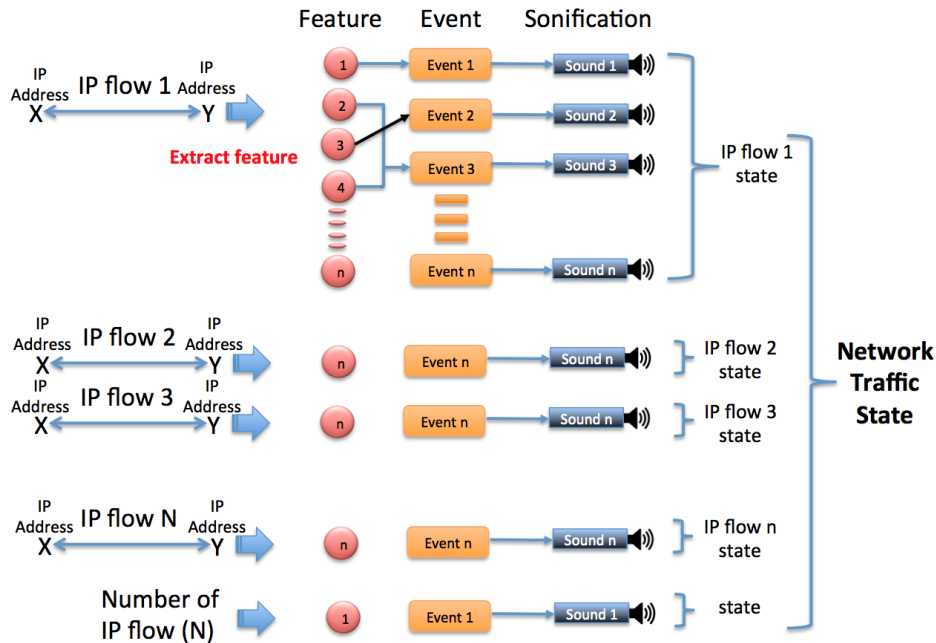 Feature Event Sonification
IP
Address
X
IP flow 1
IP
Address
Y
Extract feature
1
Event 1
Sound 1
2
Event 2
Sound 2
3
4
Event 3
Sound 3
n
Event n
Sound n
IP flow 1
state
IP
Address
X
IP flow 2
IP
Address
Y
n
Event n
Sound n
IP flow 2
state
IP
Address
X
IP flow 3
IP
Address
Y
n
Event n
Sound n
IP flow 3
state
Network
Traffic
State
IP
Address
X
IP flow N
IP
Address
Y
n
Event n
Sound n
IP flow n
state
Number of
IP flow (N)
1
Event 1
Sound 1
state